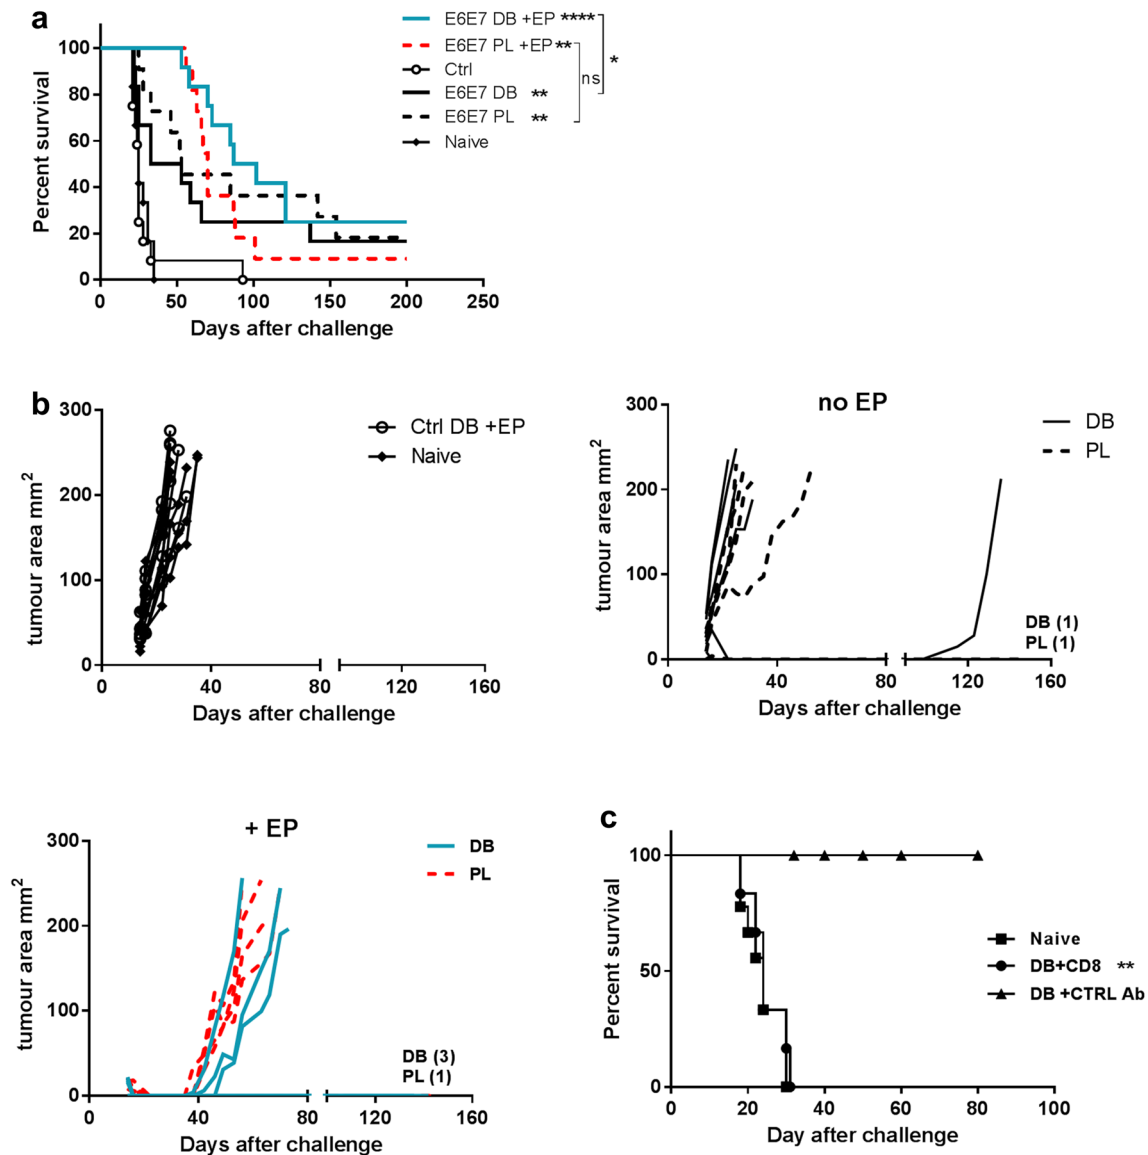 a
E6E7 DB +EP ****
E6E7 PL +EP **
Ctrl
E6E7 DB **
E6E7 PL **
Naive
ns
*
Percent survival
100
80
60
40
20
0
0 50 100 150 200 250
Days after challenge
b
300
200
100
0
tumour area mm²
Ctrl DB +EP
Naive
0 40 80 120 160
Days after challenge
no EP
300
200
100
0
tumour area mm²
DB
PL
DB (1)
PL (1)
0 40 80 120 160
Days after challenge
+ EP
300
200
100
0
tumour area mm²
DB
PL
DB (3)
PL (1)
0 40 80 120 160
Days after challenge
c
100
50
0
Percent survival
Naive
DB+CD8 **
DB +CTRL Ab
0 20 40 60 80 100
Day after challenge